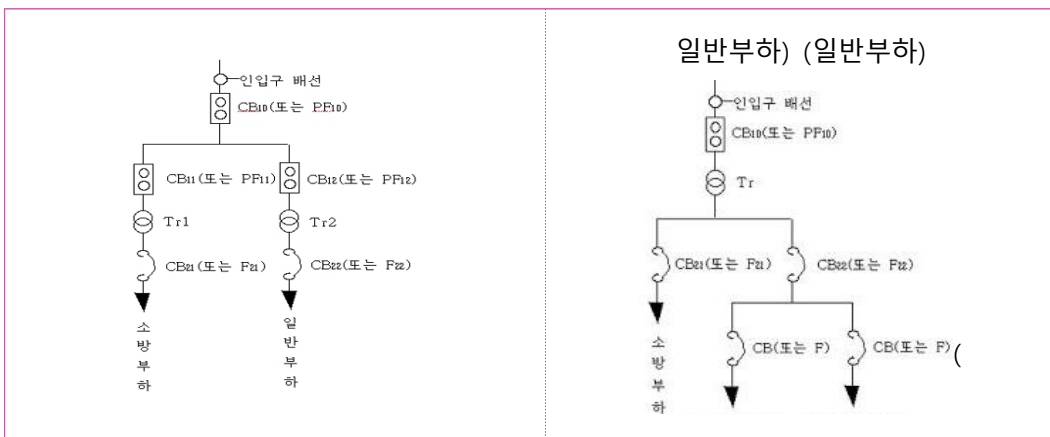 인입구 배선
CB10(또는 PF10)
CB11(또는 PF11)
CB12(또는 PF12)
Tr1
Tr2
CB21(또는 F21)
CB22(또는 F22)
소방부하
일반부하
일반부하) (일반부하)
인입구 배선
CB10(또는 PF10)
Tr
CB21(또는 F21)
CB22(또는 F22)
소방부하
CB(또는 F)
CB(또는 F)
(